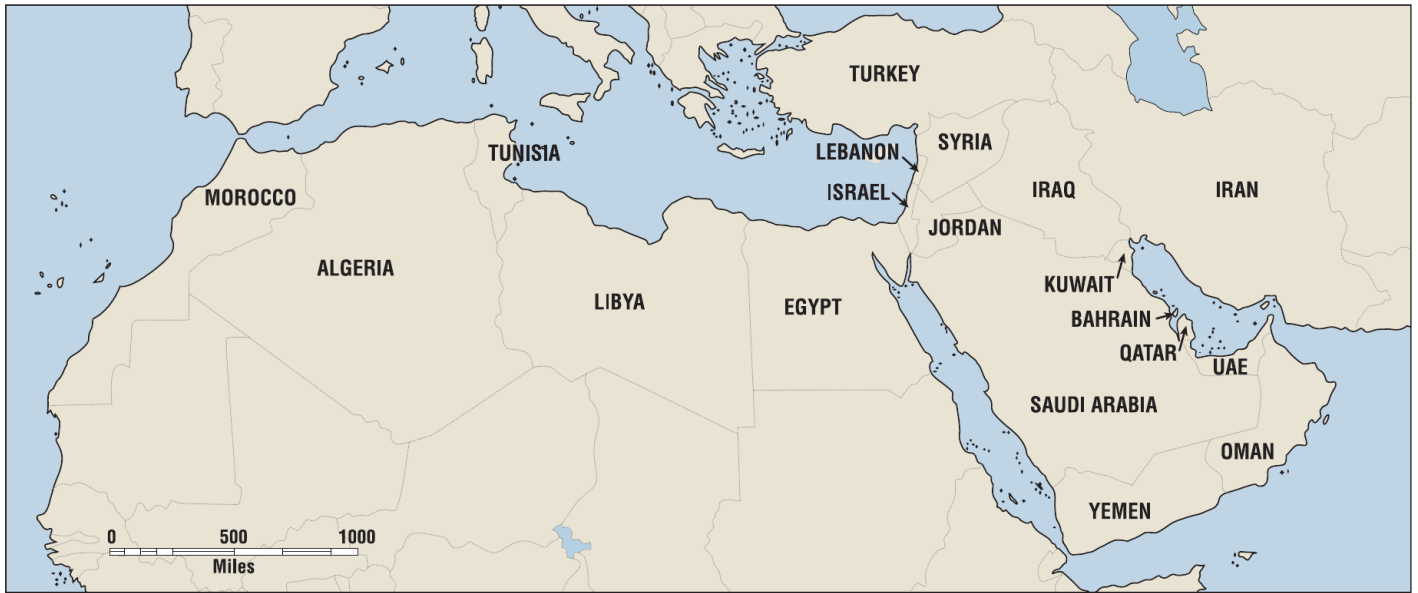 TURKEY
SYRIA
LEBANON
TUNISIA
ISRAEL
IRAQ
IRAN
MOROCCO
JORDAN
ALGERIA
KUWAIT
LIBYA
EGYPT
BAHRAIN
QATAR
UAE
SAUDI ARABIA
OMAN
YEMEN
0 500 1000
Miles